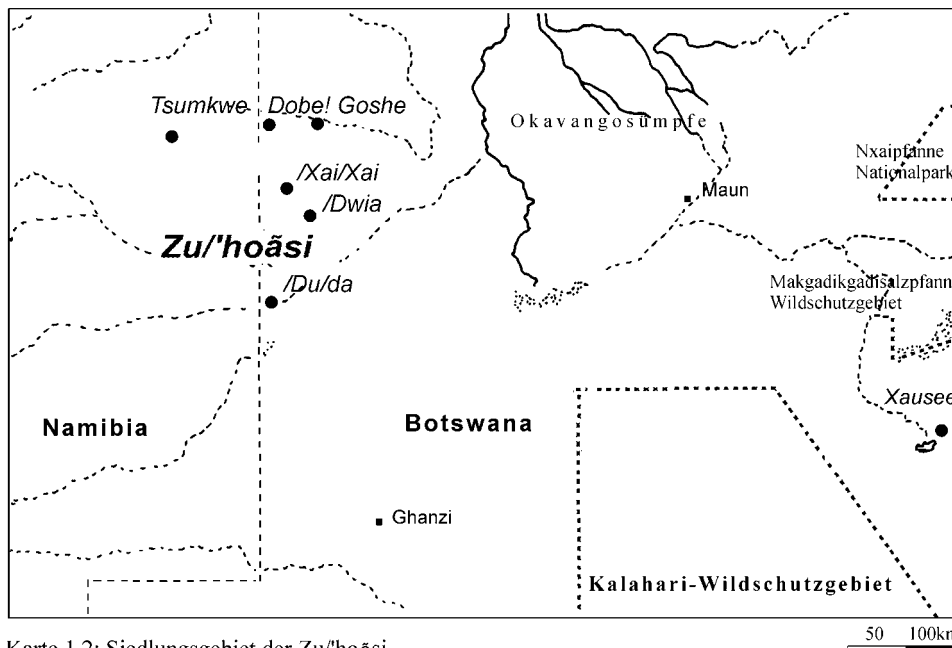 Tsumkwe Dobe! Goshe
Okavangosümpfe
Nxaipfanne
Nationalpark
/Xai/Xai
Maun
/Dwia
Zu/'hoãsi
/Du/da
Makgadikgadisalzpfann
Wildschutzgebiet
Xausee
Namibia
Botswana
Ghanzi
Kalahari-Wildschutzgebiet
50 100km
Karte 1.2: Siedlungsgebiet der Zu/'hoãsi